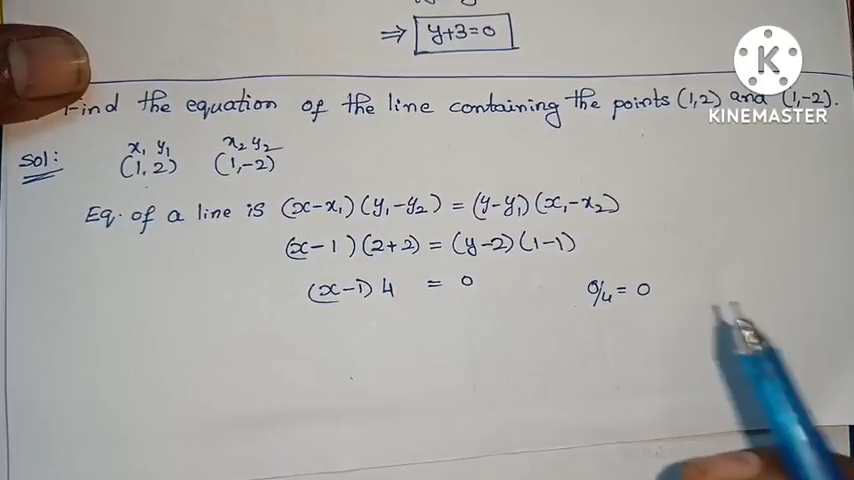 ⇒ y+3=0
Find the equation of the line containing the points (1,2) and (1,-2).
KINEMASTER
Sol:
x₁ y₁ x₂ y₂
(1,2) (1,-2)
Eq. of a line is (x-x₁)(y₁-y₂) = (y-y₁)(x₁-x₂)
(x-1)(2+2) = (y-2)(1-1)
(x-1)4 = 0 0/4 = 0